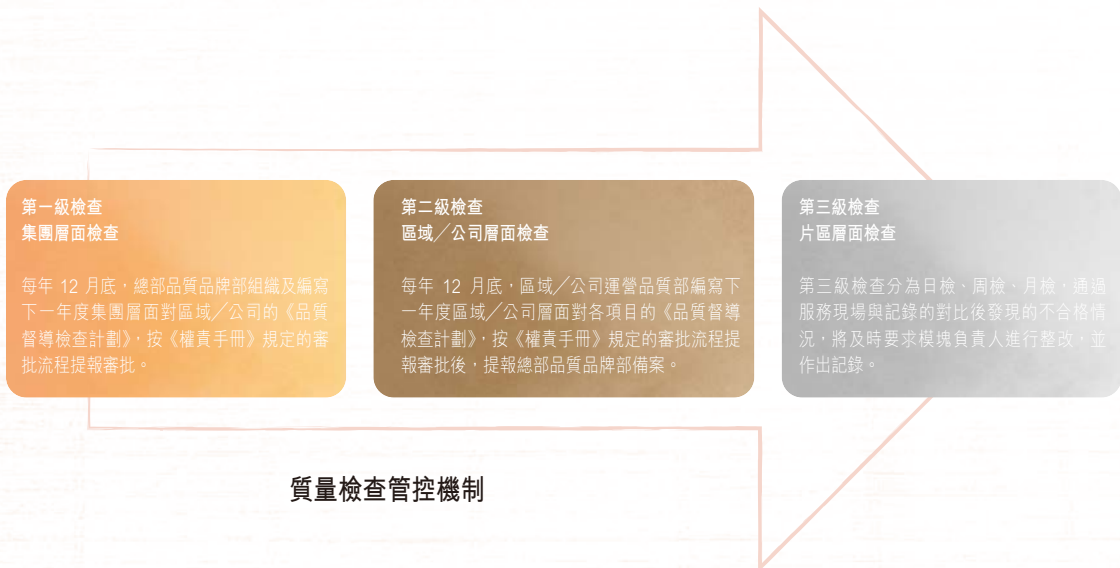 第一級檢查
集團層面檢查
每年 12 月底，總部品質品牌部組織及編寫
下一年度集團層面對區域／公司的《品質
督導檢查計劃》，按《權責手冊》規定的審
批流程提報審批。
第二級檢查
區域／公司層面檢查
每年 12 月底，區域／公司運營品質部編寫下
一年度區域／公司層面對各項目的《品質督導
檢查計劃》，按《權責手冊》規定的審批流程提
報審批後，提報總部品質品牌部備案。
第三級檢查
片區層面檢查
第三級檢查分為日檢、周檢、月檢，通過
服務現場與記錄的對比後發現的不合格情
況，將及時要求模塊負責人進行整改，並
作出記錄。
質量檢查管控機制